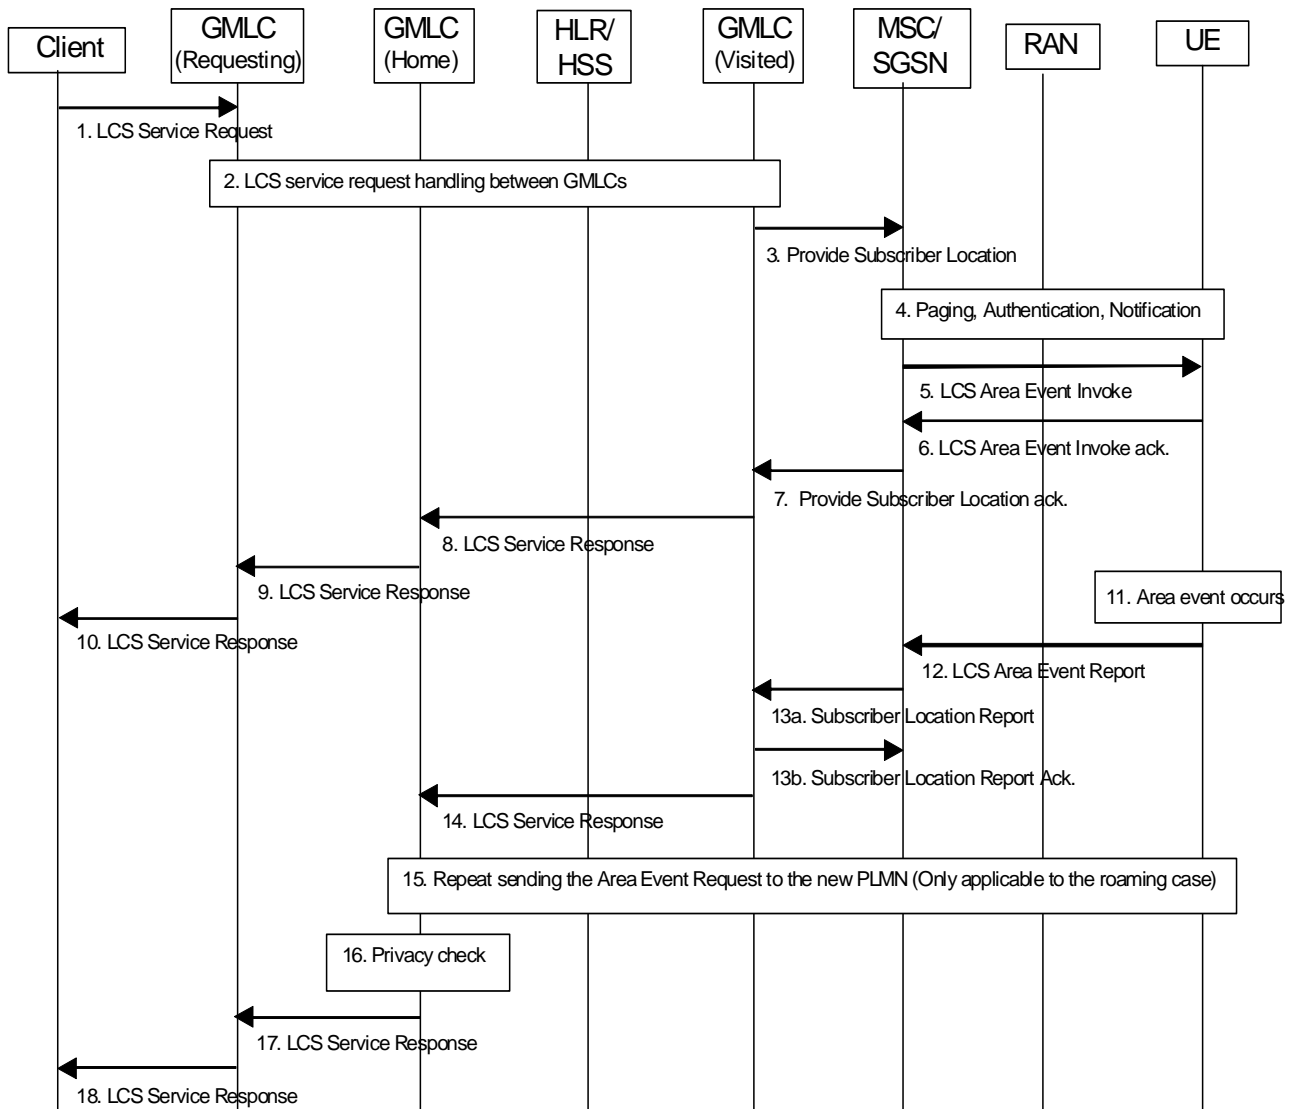 Client
GMLC
(Requesting)
GMLC
(Home)
HLR/
HSS
GMLC
(Visited)
MSC/
SGSN
RAN
UE
1. LCS Service Request
2. LCS service request handling between GMLCs
3. Provide Subscriber Location
4. Paging, Authentication, Notification
5. LCS Area Event Invoke
6. LCS Area Event Invoke ack.
7. Provide Subscriber Location ack.
8. LCS Service Response
9. LCS Service Response
10. LCS Service Response
11. Area event occurs
12. LCS Area Event Report
13a. Subscriber Location Report
13b. Subscriber Location Report Ack.
14. LCS Service Response
15. Repeat sending the Area Event Request to the new PLMN (Only applicable to the roaming case)
16. Privacy check
17. LCS Service Response
18. LCS Service Response